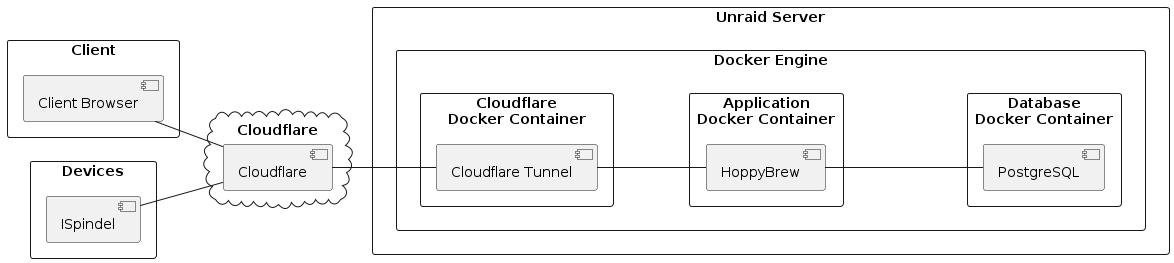 Unraid Server
Client
Client Browser
Docker Engine
Cloudflare
Docker Container
Application
Docker Container
Database
Docker Container
Cloudflare
Cloudflare
Cloudflare Tunnel
HoppyBrew
PostgreSQL
Devices
ISpindel